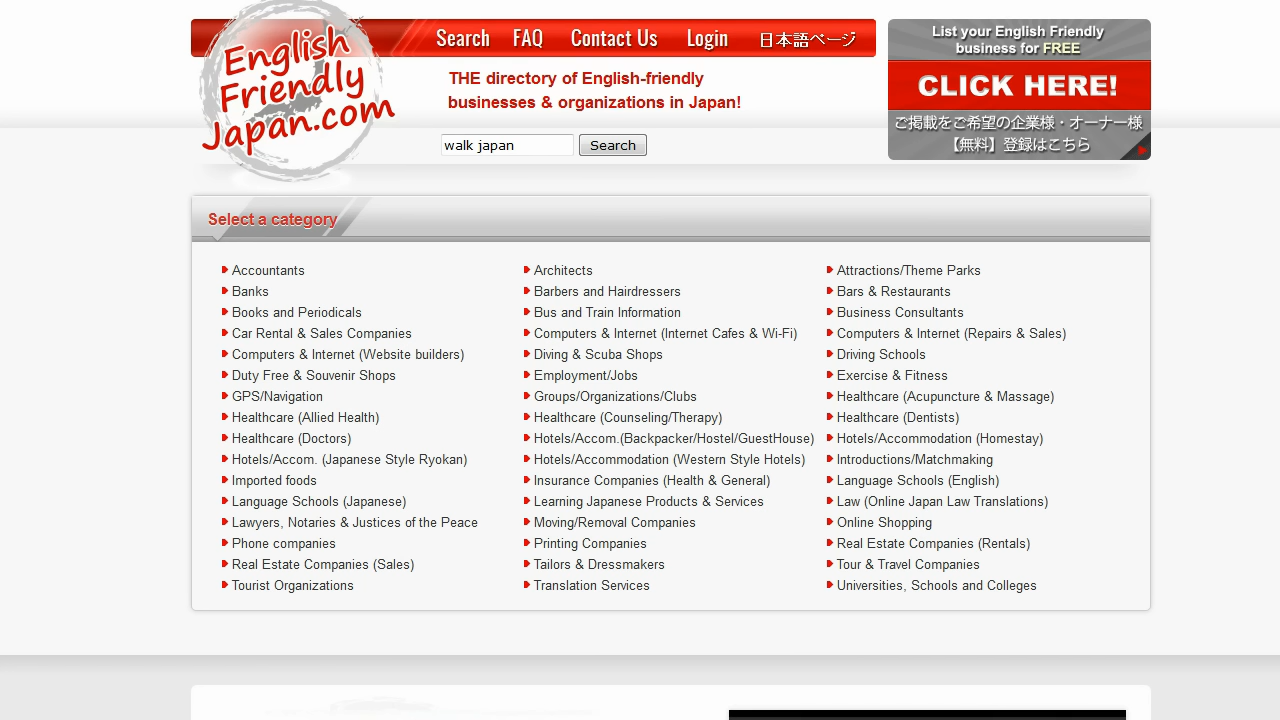 English
Friendly
Japan.com
Search FAQ Contact Us Login 日本語ページ
THE directory of English-friendly
businesses & organizations in Japan!
walk japan Search
List your English Friendly
business for FREE
CLICK HERE!
ご掲載をご希望の企業様・オーナー様
【無料】登録はこちら
Select a category
Accountants Architects Attractions/Theme Parks
Banks Barbers and Hairdressers Bars & Restaurants
Books and Periodicals Bus and Train Information Business Consultants
Car Rental & Sales Companies Computers & Internet (Internet Cafes & Wi-Fi) Computers & Internet (Repairs & Sales)
Computers & Internet (Website builders) Diving & Scuba Shops Driving Schools
Duty Free & Souvenir Shops Employment/Jobs Exercise & Fitness
GPS/Navigation Groups/Organizations/Clubs Healthcare (Acupuncture & Massage)
Healthcare (Allied Health) Healthcare (Counseling/Therapy) Healthcare (Dentists)
Healthcare (Doctors) Hotels/Accom.(Backpacker/Hostel/GuestHouse) Hotels/Accommodation (Homestay)
Hotels/Accom. (Japanese Style Ryokan) Hotels/Accommodation (Western Style Hotels) Introductions/Matchmaking
Imported foods Insurance Companies (Health & General) Language Schools (English)
Language Schools (Japanese) Learning Japanese Products & Services Law (Online Japan Law Translations)
Lawyers, Notaries & Justices of the Peace Moving/Removal Companies Online Shopping
Phone companies Printing Companies Real Estate Companies (Rentals)
Real Estate Companies (Sales) Tailors & Dressmakers Tour & Travel Companies
Tourist Organizations Translation Services Universities, Schools and Colleges